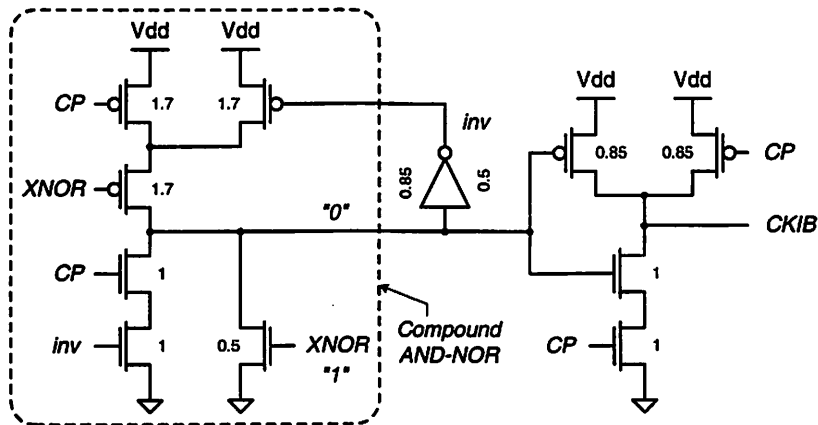 Vdd
Vdd
CP
1.7
1.7
XNOR
1.7
"0"
CP
1
inv
1
0.5
XNOR
"1"
Compound
AND-NOR
inv
0.85
0.5
Vdd
Vdd
0.85
0.85
CP
CKIB
1
CP
1